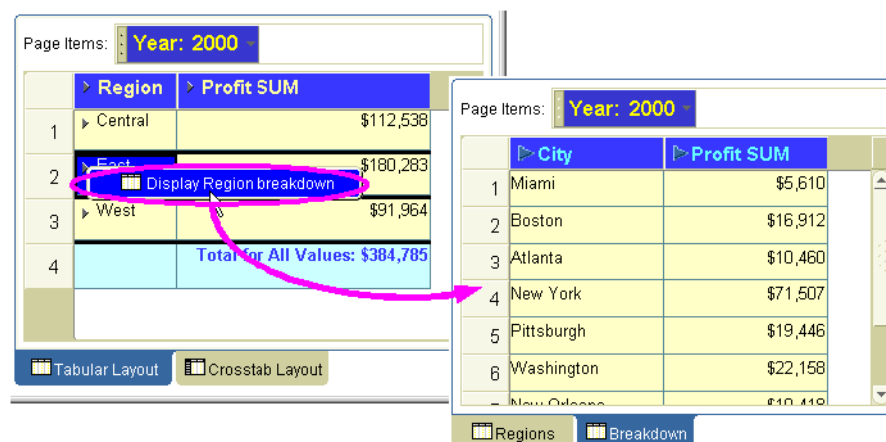 Page Items: Year: 2000
Region Profit SUM
1 Central $112,538
2 East $180,283
Display Region breakdown
3 West $91,964
4 Total for All Values: $384,785
Tabular Layout Crosstab Layout
Page Items: Year: 2000
City Profit SUM
1 Miami $5,610
2 Boston $16,912
3 Atlanta $10,460
4 New York $71,507
5 Pittsburgh $19,446
6 Washington $22,158
New Orleans
Regions Breakdown